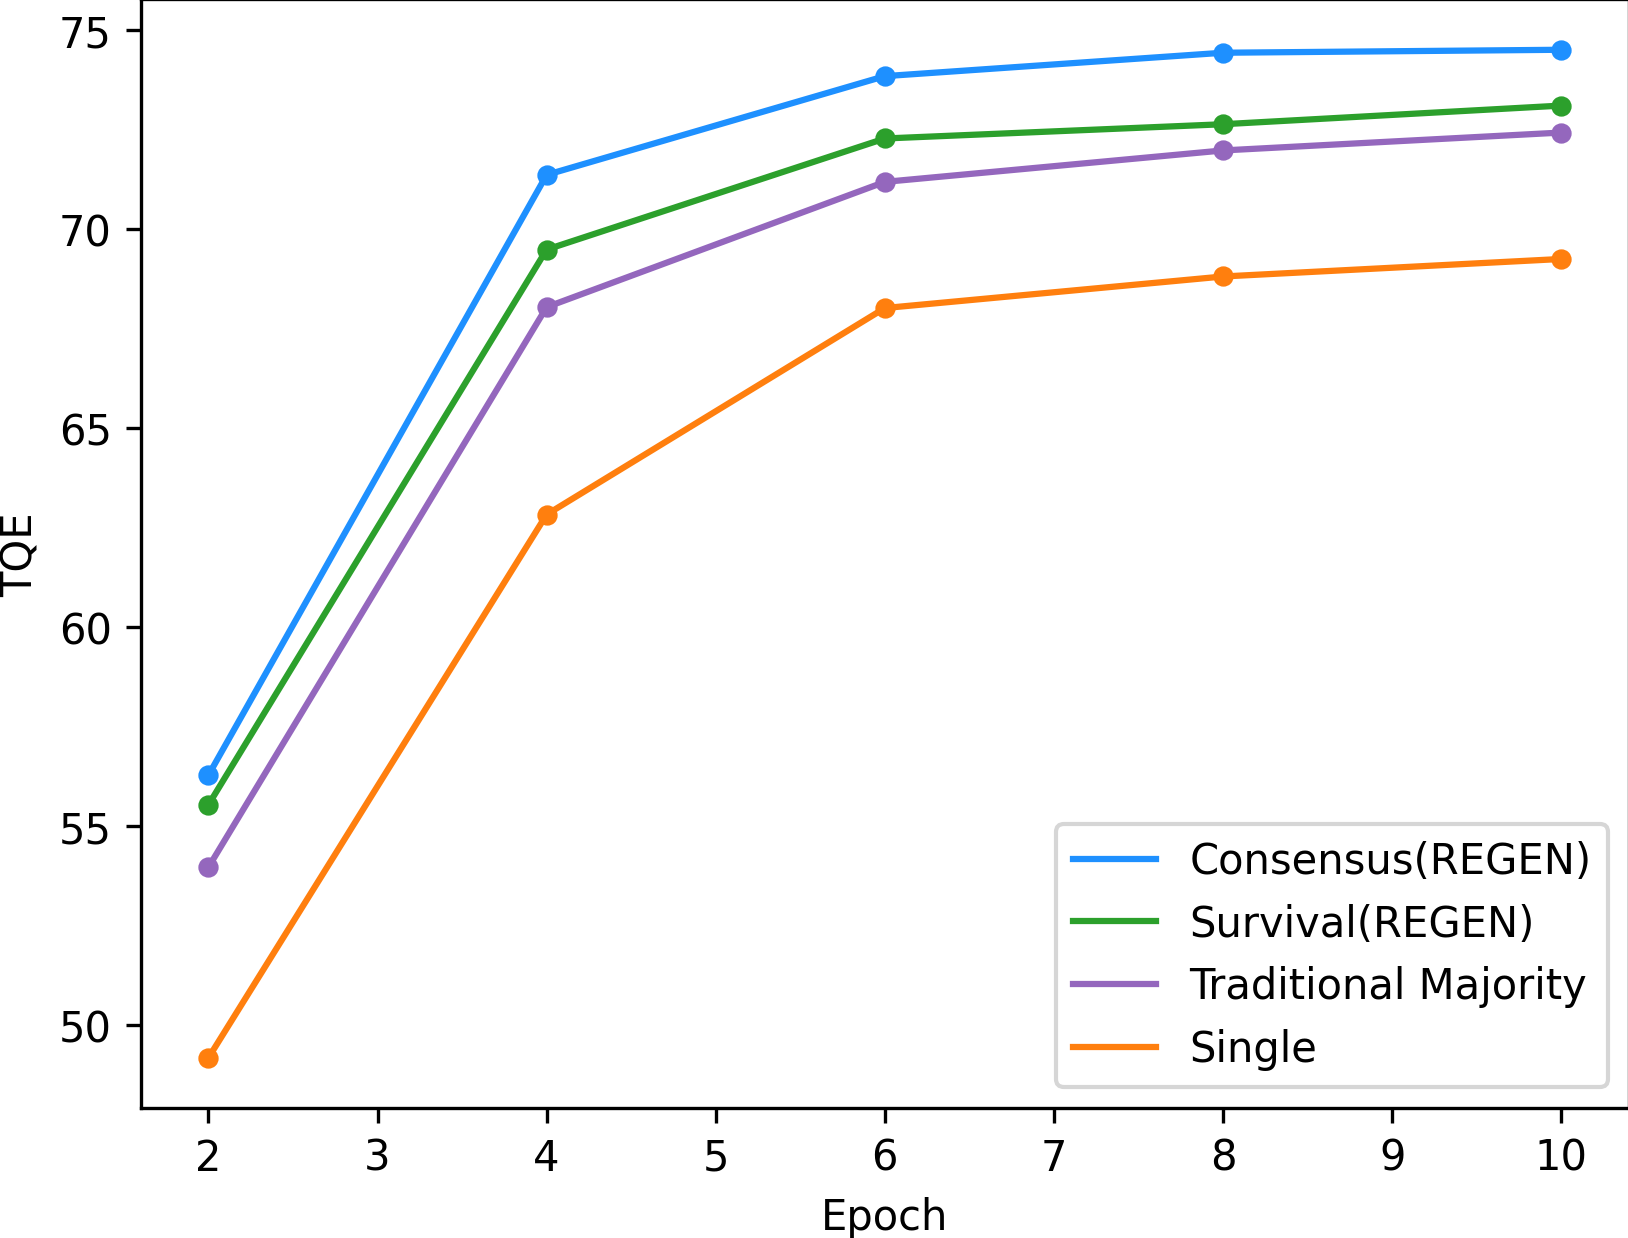 75
70
65
60
55
50
TQE
2 3 4 5 6 7 8 9 10
Epoch
Consensus(REGEN)
Survival(REGEN)
Traditional Majority
Single